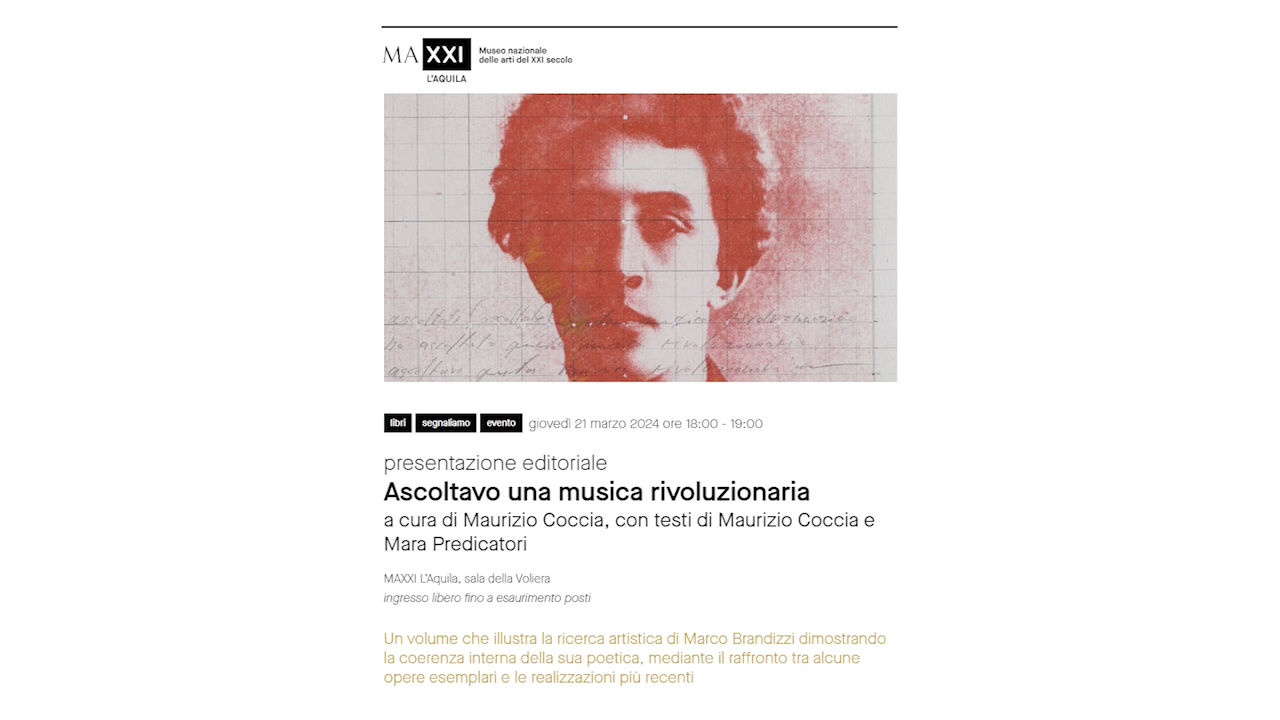 MAXXI
Museo nazionale
delle arti del XXI secolo
L'AQUILA
libri segnaliamo evento giovedì 21 marzo 2024 ore 18:00 - 19:00
presentazione editoriale
Ascoltavo una musica rivoluzionaria
a cura di Maurizio Coccia, con testi di Maurizio Coccia e
Mara Predicatori
MAXXI L'Aquila, sala della Voliera
ingresso libero fino a esaurimento posti
Un volume che illustra la ricerca artistica di Marco Brandizzi dimostrando
la coerenza interna della sua poetica, mediante il raffronto tra alcune
opere esemplari e le realizzazioni più recenti